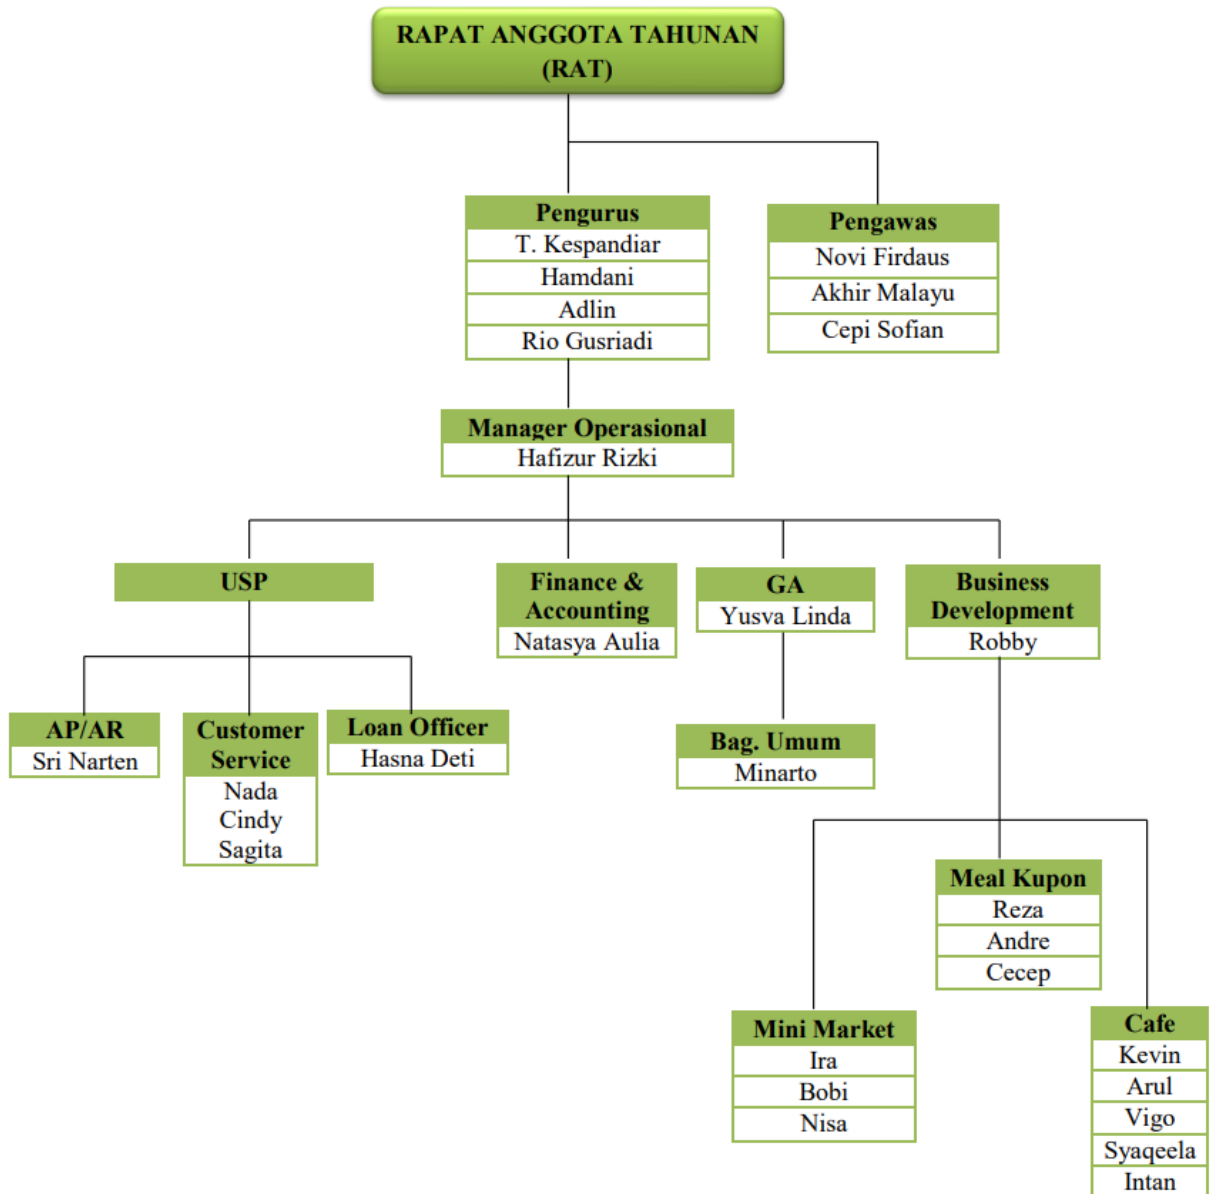 RAPAT ANGGOTA TAHUNAN
(RAT)
Pengurus
T. Kespandiar
Hamdani
Adlin
Rio Gusriadi
Pengawas
Novi Firdaus
Akhir Malayu
Cepi Sofian
Manager Operasional
Hafizur Rizki
USP
Finance &
Accounting
Natasya Aulia
GA
Yusva Linda
Business
Development
Robby
AP/AR
Sri Narten
Customer
Service
Nada
Cindy
Sagita
Loan Officer
Hasna Deti
Bag. Umum
Minarto
Meal Kupon
Reza
Andre
Cecep
Mini Market
Ira
Bobi
Nisa
Cafe
Kevin
Arul
Vigo
Syaqeela
Intan